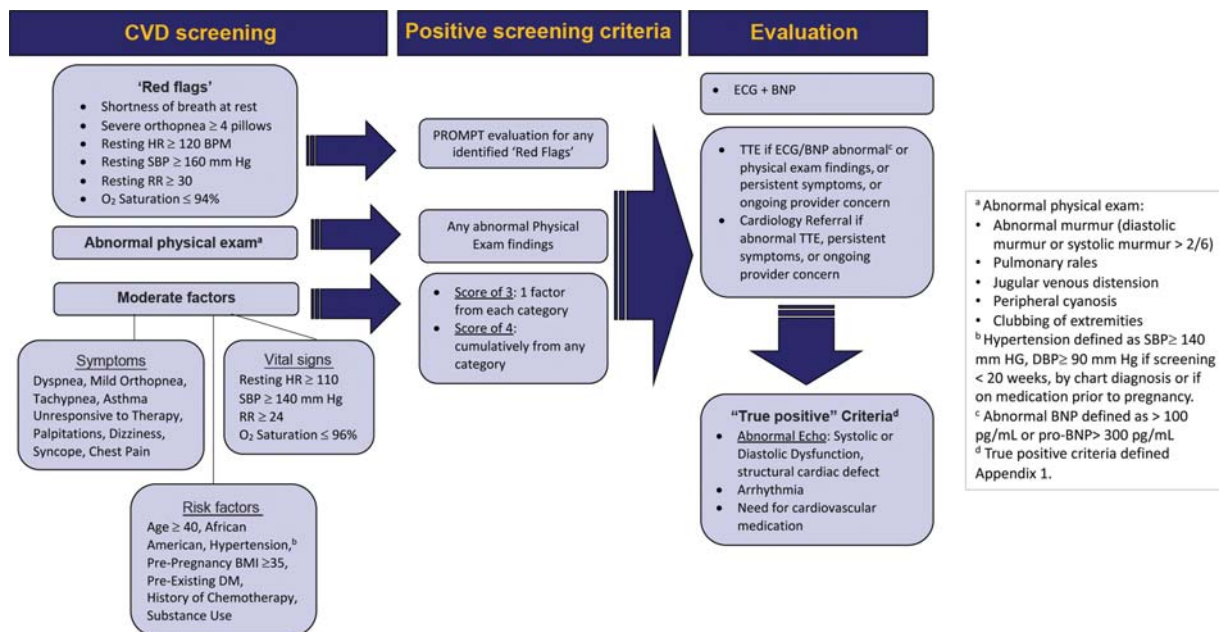 CVD screening
Positive screening criteria
Evaluation
'Red flags'
• Shortness of breath at rest
• Severe orthopnea ≥ 4 pillows
• Resting HR ≥ 120 BPM
• Resting SBP ≥ 160 mm Hg
• Resting RR ≥ 30
• O₂ Saturation ≤ 94%
Abnormal physical examᵃ
Moderate factors
Symptoms
Dyspnea, Mild Orthopnea,
Tachypnea, Asthma
Unresponsive to Therapy,
Palpitations, Dizziness,
Syncope, Chest Pain
Vital signs
Resting HR ≥ 110
SBP ≥ 140 mm Hg
RR ≥ 24
O₂ Saturation ≤ 96%
Risk factors
Age ≥ 40, African
American, Hypertension,ᵇ
Pre-Pregnancy BMI ≥35,
Pre-Existing DM,
History of Chemotherapy,
Substance Use
PROMPT evaluation for any
identified 'Red Flags'
Any abnormal Physical
Exam findings
• Score of 3: 1 factor
from each category
• Score of 4:
cumulatively from any
category
• ECG + BNP
• TTE if ECG/BNP abnormalᶜ or
physical exam findings, or
persistent symptoms, or
ongoing provider concern
• Cardiology Referral if
abnormal TTE, persistent
symptoms, or ongoing
provider concern
"True positive" Criteriaᵈ
• Abnormal Echo: Systolic or
Diastolic Dysfunction,
structural cardiac defect
• Arrhythmia
• Need for cardiovascular
medication
ᵃ Abnormal physical exam:
• Abnormal murmur (diastolic
murmur or systolic murmur > 2/6)
• Pulmonary rales
• Jugular venous distension
• Peripheral cyanosis
• Clubbing of extremities
ᵇ Hypertension defined as SBP≥ 140
mm HG, DBP≥ 90 mm Hg if screening
< 20 weeks, by chart diagnosis or if
on medication prior to pregnancy.
ᶜ Abnormal BNP defined as > 100
pg/mL or pro-BNP> 300 pg/mL
ᵈ True positive criteria defined
Appendix 1.